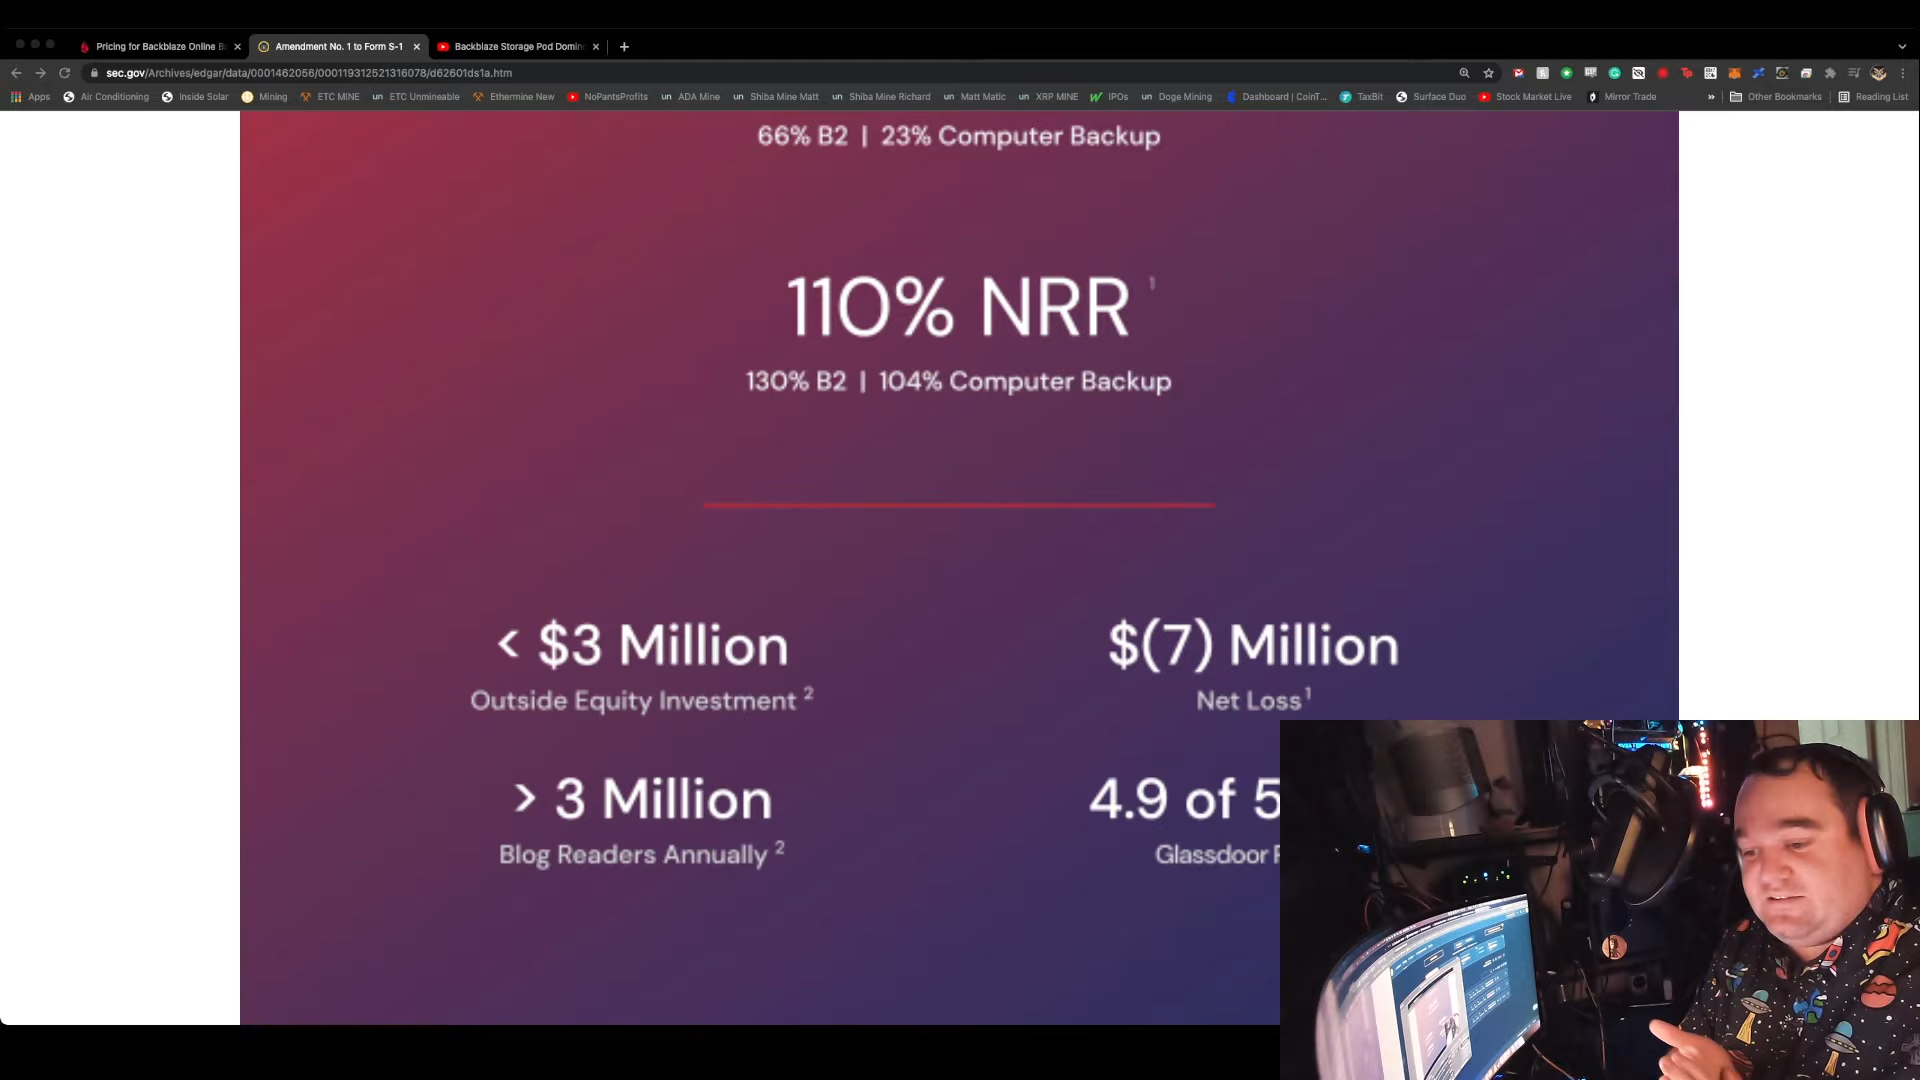 Pricing for Backblaze Online B
Amendment No. 1 to Form S-1
Backblaze Storage Pod Domin
sec.gov/Archives/edgar/data/0001462056/000119312521316078/d62601ds1a.htm
Apps
Air Conditioning
Inside Solar
Mining
ETC MINE
ETC Unmineable
Ethermine New
NoPantsProfits
ADA Mine
Shiba Mine Matt
Shiba Mine Richard
Matt Matic
XRP MINE
IPOs
Doge Mining
Dashboard | CoinT...
TaxBit
Surface Duo
Stock Market Live
Mirror Trade
»
Other Bookmarks
Reading List
66% B2 | 23% Computer Backup
110% NRR 1
130% B2 | 104% Computer Backup
< $3 Million
Outside Equity Investment 2
$(7) Million
Net Loss 1
> 3 Million
Blog Readers Annually 2
4.9 of 5
Glassdoor